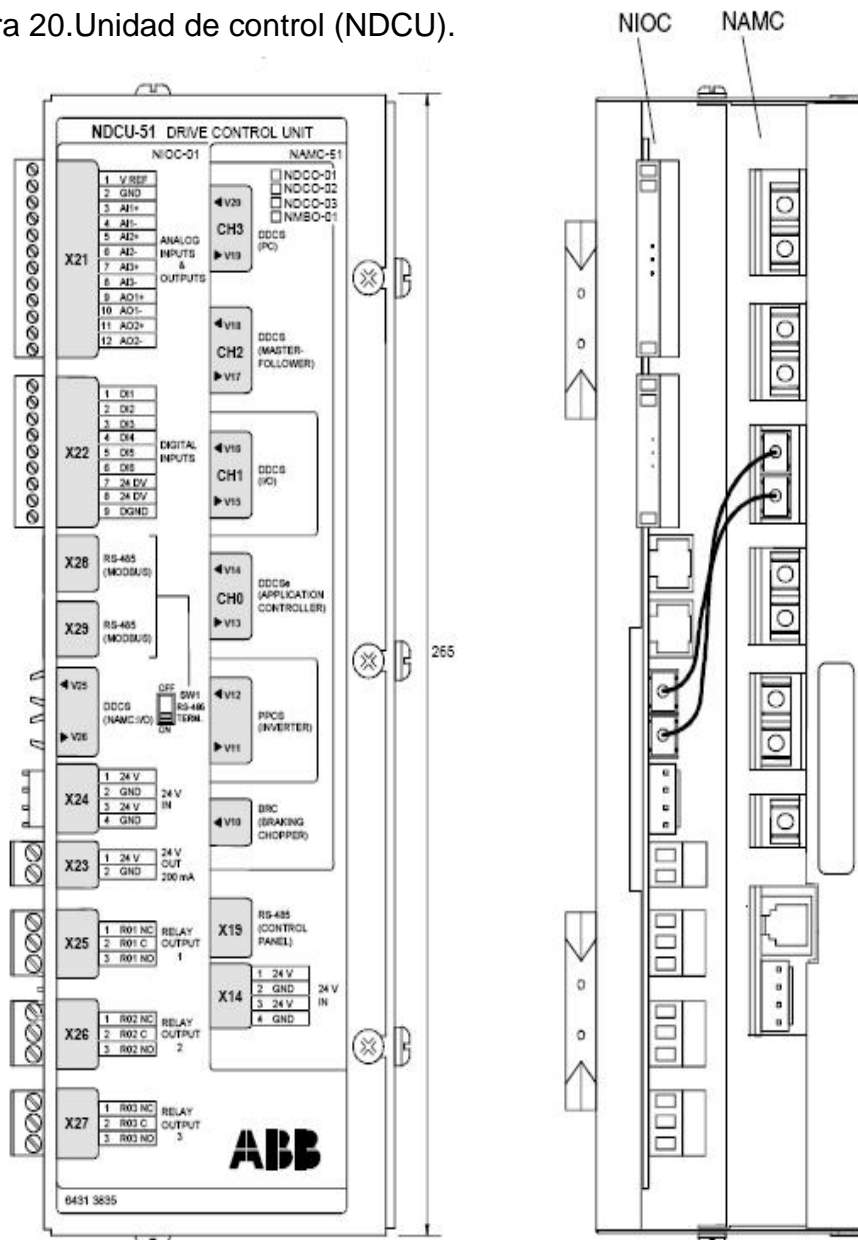 ra 20.Unidad de control (NDCU).
NIOC NAMC
NDCU-51 DRIVE CONTROL UNIT
NIOC-01 NAMC-51
NDCO-01
NDCO-02
NDCO-03
NMBO-01
X21
1 V REF
2 GND
3 AI1+
4 AI1-
5 AI2+
6 AI2-
7 AI3+
8 AI3-
9 AO1+
10 AO1-
11 AO2+
12 AO2-
ANALOG
INPUTS
&
OUTPUTS
X22
1 DI1
2 DI2
3 DI3
4 DI4
5 DI5
6 DI6
7 24 DV
8 24 DV
9 DGND
DIGITAL
INPUTS
X28
RS-485
(MODBUS)
X29
RS-485
(MODBUS)
V25
V26
DDCS
(NAMC:I/O)
OFF
SW1
RS-485
TERM.
ON
X24
1 24 V
2 GND
3 24 V
4 GND
24 V
IN
X23
1 24 V
2 GND
24 V
OUT
200 mA
X25
1 R01 NC
2 R01 C
3 R01 NO
RELAY
OUTPUT
1
X26
1 R02 NC
2 R02 C
3 R02 NO
RELAY
OUTPUT
2
X27
1 R03 NC
2 R03 C
3 R03 NO
RELAY
OUTPUT
3
V20
CH3
V19
DDCS
(PC)
V18
CH2
V17
DDCS
(MASTER-
FOLLOWER)
V16
CH1
V15
DDCS
(I/O)
V14
CH0
V13
DDCSe
(APPLICATION
CONTROLLER)
V12
V11
PPCS
(INVERTER)
V10
BRC
(BRAKING
CHOPPER)
X19
RS-485
(CONTROL
PANEL)
X14
1 24 V
2 GND
3 24 V
4 GND
24 V
IN
ABB
6431 3835
265